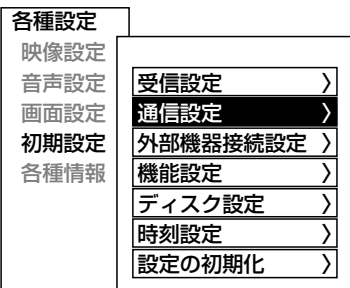 各種設定
映像設定
音声設定
画面設定
初期設定
各種情報
受信設定 〉
通信設定 〉
外部機器接続設定 〉
機能設定 〉
ディスク設定 〉
時刻設定 〉
設定の初期化 〉